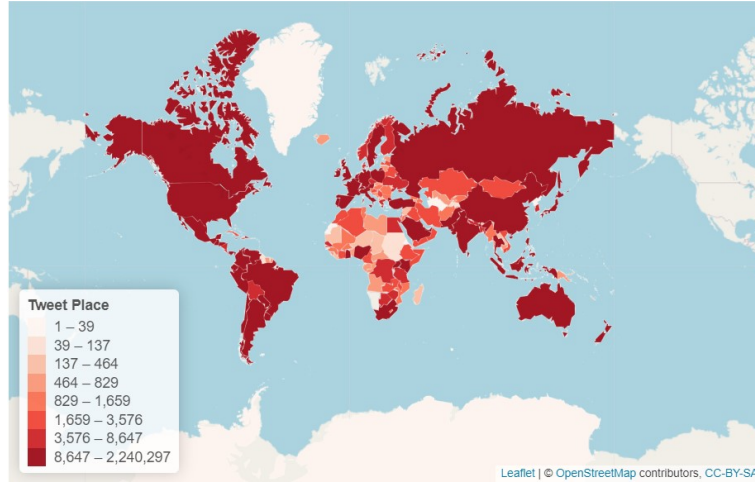 Tweet Place
1 – 39
39 – 137
137 – 464
464 – 829
829 – 1,659
1,659 – 3,576
3,576 – 8,647
8,647 – 2,240,297
Leaflet | © OpenStreetMap contributors, CC-BY-SA